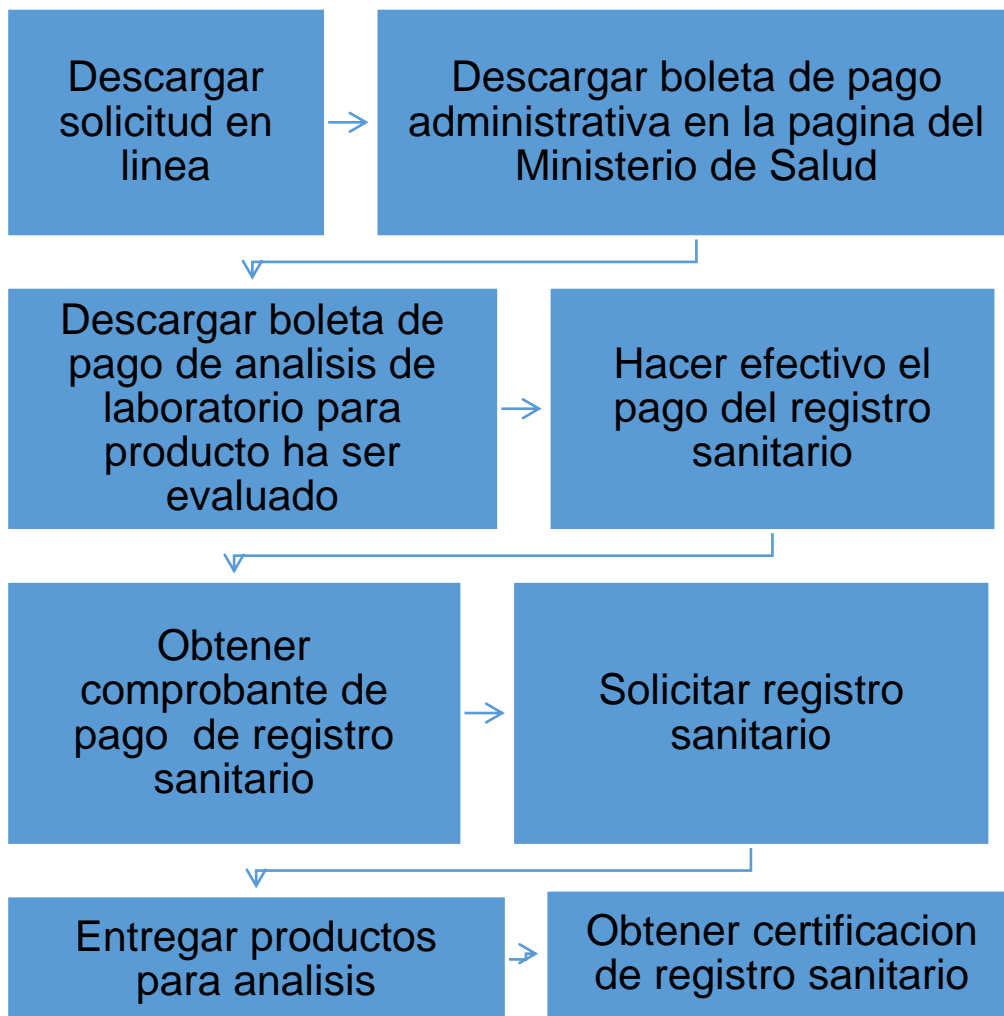 Descargar
solicitud en
linea
Descargar boleta de pago
administrativa en la pagina del
Ministerio de Salud
Descargar boleta de
pago de analisis de
laboratorio para
producto ha ser
evaluado
Hacer efectivo el
pago del registro
sanitario
Obtener
comprobante de
pago  de registro
sanitario
Solicitar registro
sanitario
Entregar productos
para analisis
Obtener certificacion
de registro sanitario